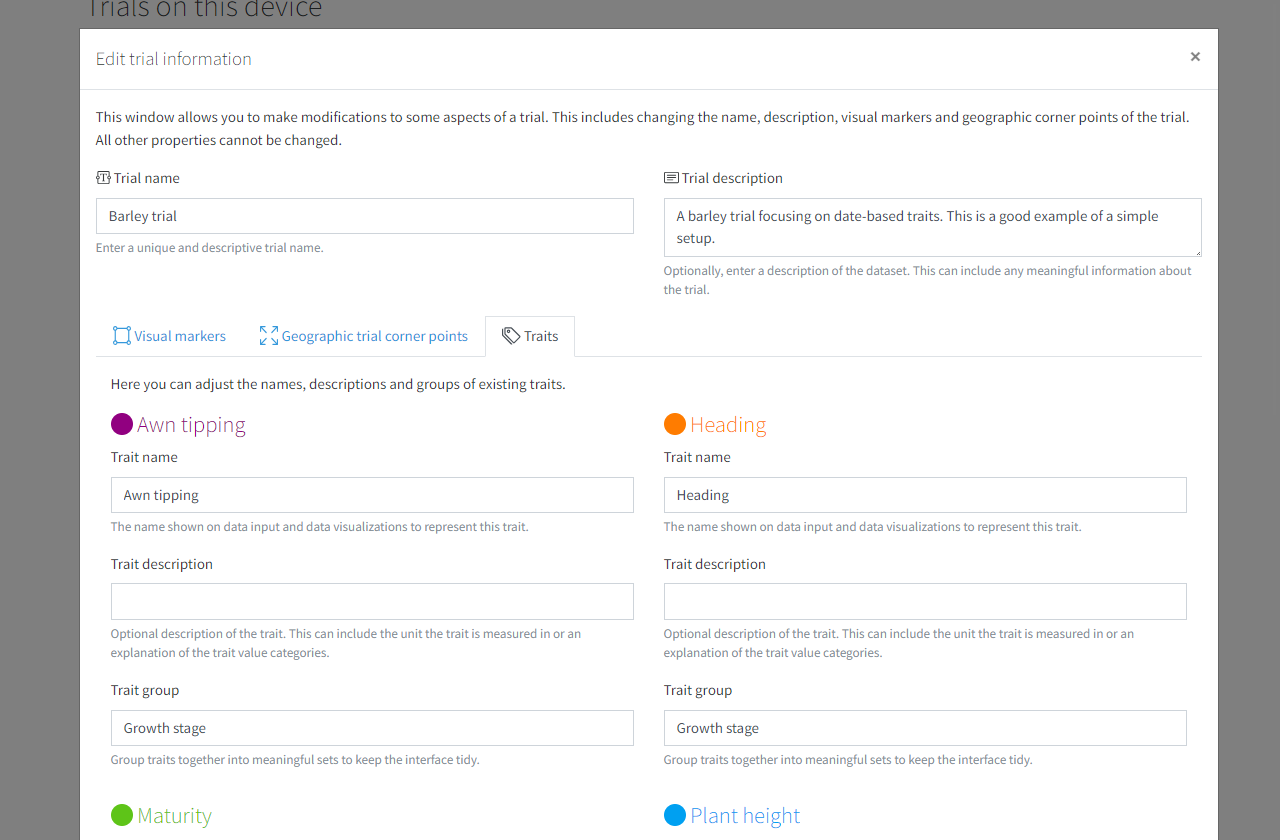 Trials on this device
Edit trial information
×
This window allows you to make modifications to some aspects of a trial. This includes changing the name, description, visual markers and geographic corner points of the trial.
All other properties cannot be changed.
Trial name
Barley trial
Enter a unique and descriptive trial name.
Trial description
A barley trial focusing on date-based traits. This is a good example of a simple
setup.
Optionally, enter a description of the dataset. This can include any meaningful information about
the trial.
Visual markers
Geographic trial corner points
Traits
Here you can adjust the names, descriptions and groups of existing traits.
Awn tipping
Trait name
Awn tipping
The name shown on data input and data visualizations to represent this trait.
Trait description
Optional description of the trait. This can include the unit the trait is measured in or an
explanation of the trait value categories.
Trait group
Growth stage
Group traits together into meaningful sets to keep the interface tidy.
Heading
Trait name
Heading
The name shown on data input and data visualizations to represent this trait.
Trait description
Optional description of the trait. This can include the unit the trait is measured in or an
explanation of the trait value categories.
Trait group
Growth stage
Group traits together into meaningful sets to keep the interface tidy.
Maturity
Plant height